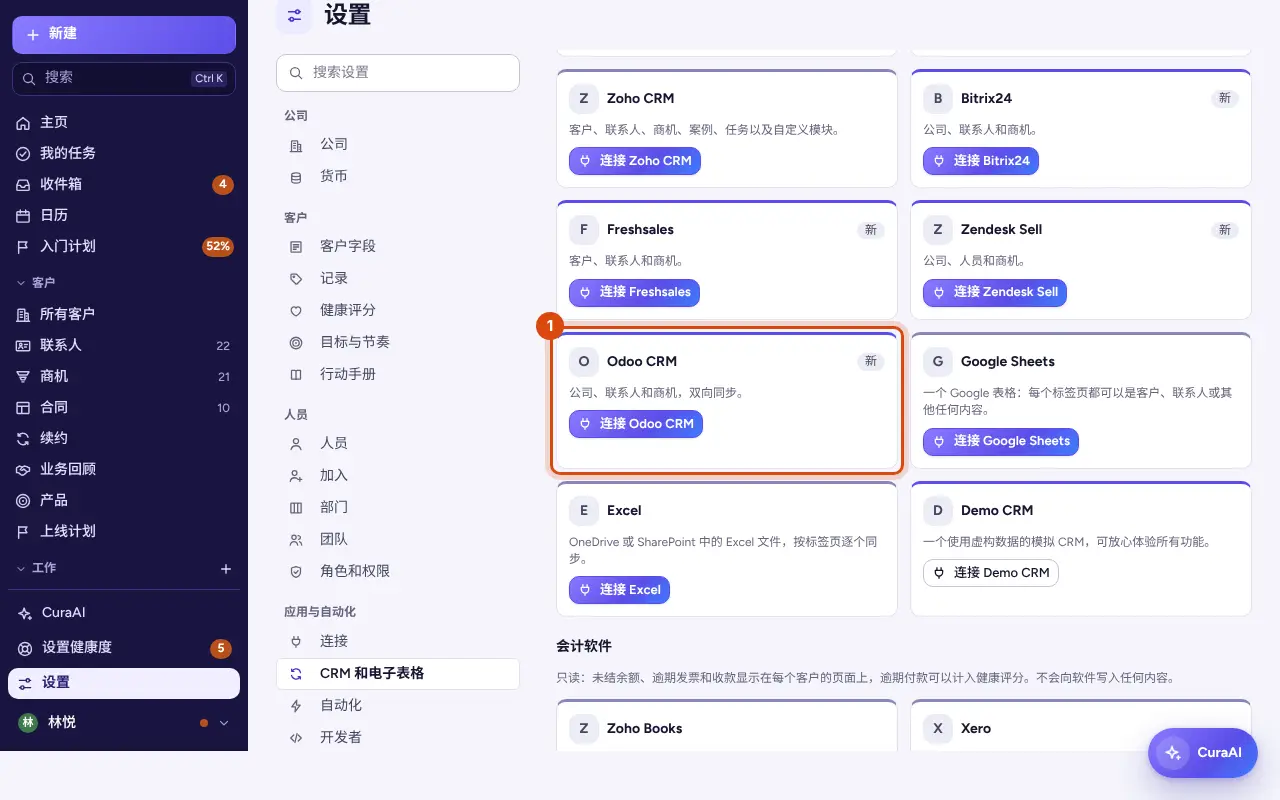 新建
搜索 Ctrl K
主页
我的任务
收件箱 4
日历
入门计划 52%
客户
所有客户
联系人 22
商机 21
合同 10
续约
业务回顾
产品
上线计划
工作
CuraAI
设置健康度 5
设置
林 林悦
设置
搜索设置
公司
公司
货币
客户
客户字段
记录
健康评分
目标与节奏
行动手册
人员
人员
加入
部门
团队
角色和权限
应用与自动化
连接
CRM 和电子表格
自动化
开发者
Z Zoho CRM
客户、联系人、商机、案例、任务以及自定义模块。
连接 Zoho CRM
B Bitrix24 新
公司、联系人和商机。
连接 Bitrix24
F Freshsales 新
客户、联系人和商机。
连接 Freshsales
Z Zendesk Sell 新
公司、人员和商机。
连接 Zendesk Sell
1
O Odoo CRM 新
公司、联系人和商机，双向同步。
连接 Odoo CRM
G Google Sheets
一个 Google 表格：每个标签页都可以是客户、联系人或其
他任何内容。
连接 Google Sheets
E Excel
OneDrive 或 SharePoint 中的 Excel 文件，按标签页逐个同
步。
连接 Excel
D Demo CRM
一个使用虚构数据的模拟 CRM，可放心体验所有功能。
连接 Demo CRM
会计软件
只读：未结余额、逾期发票和收款显示在每个客户的页面上，逾期付款可以计入健康评分。不会向软件写入任何内容。
Z Zoho Books
X Xero
CuraAI